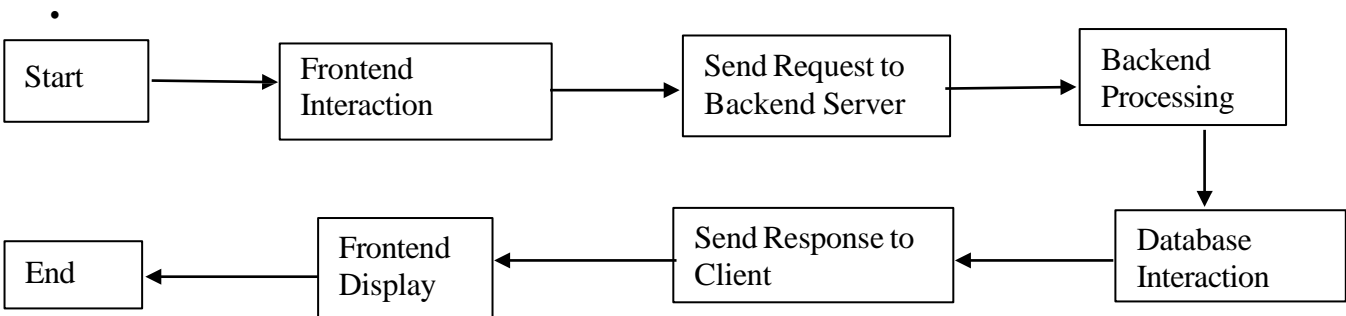 •
Start
Frontend
Interaction
Send Request to
Backend Server
Backend
Processing
Database
Interaction
Send Response to
Client
Frontend
Display
End